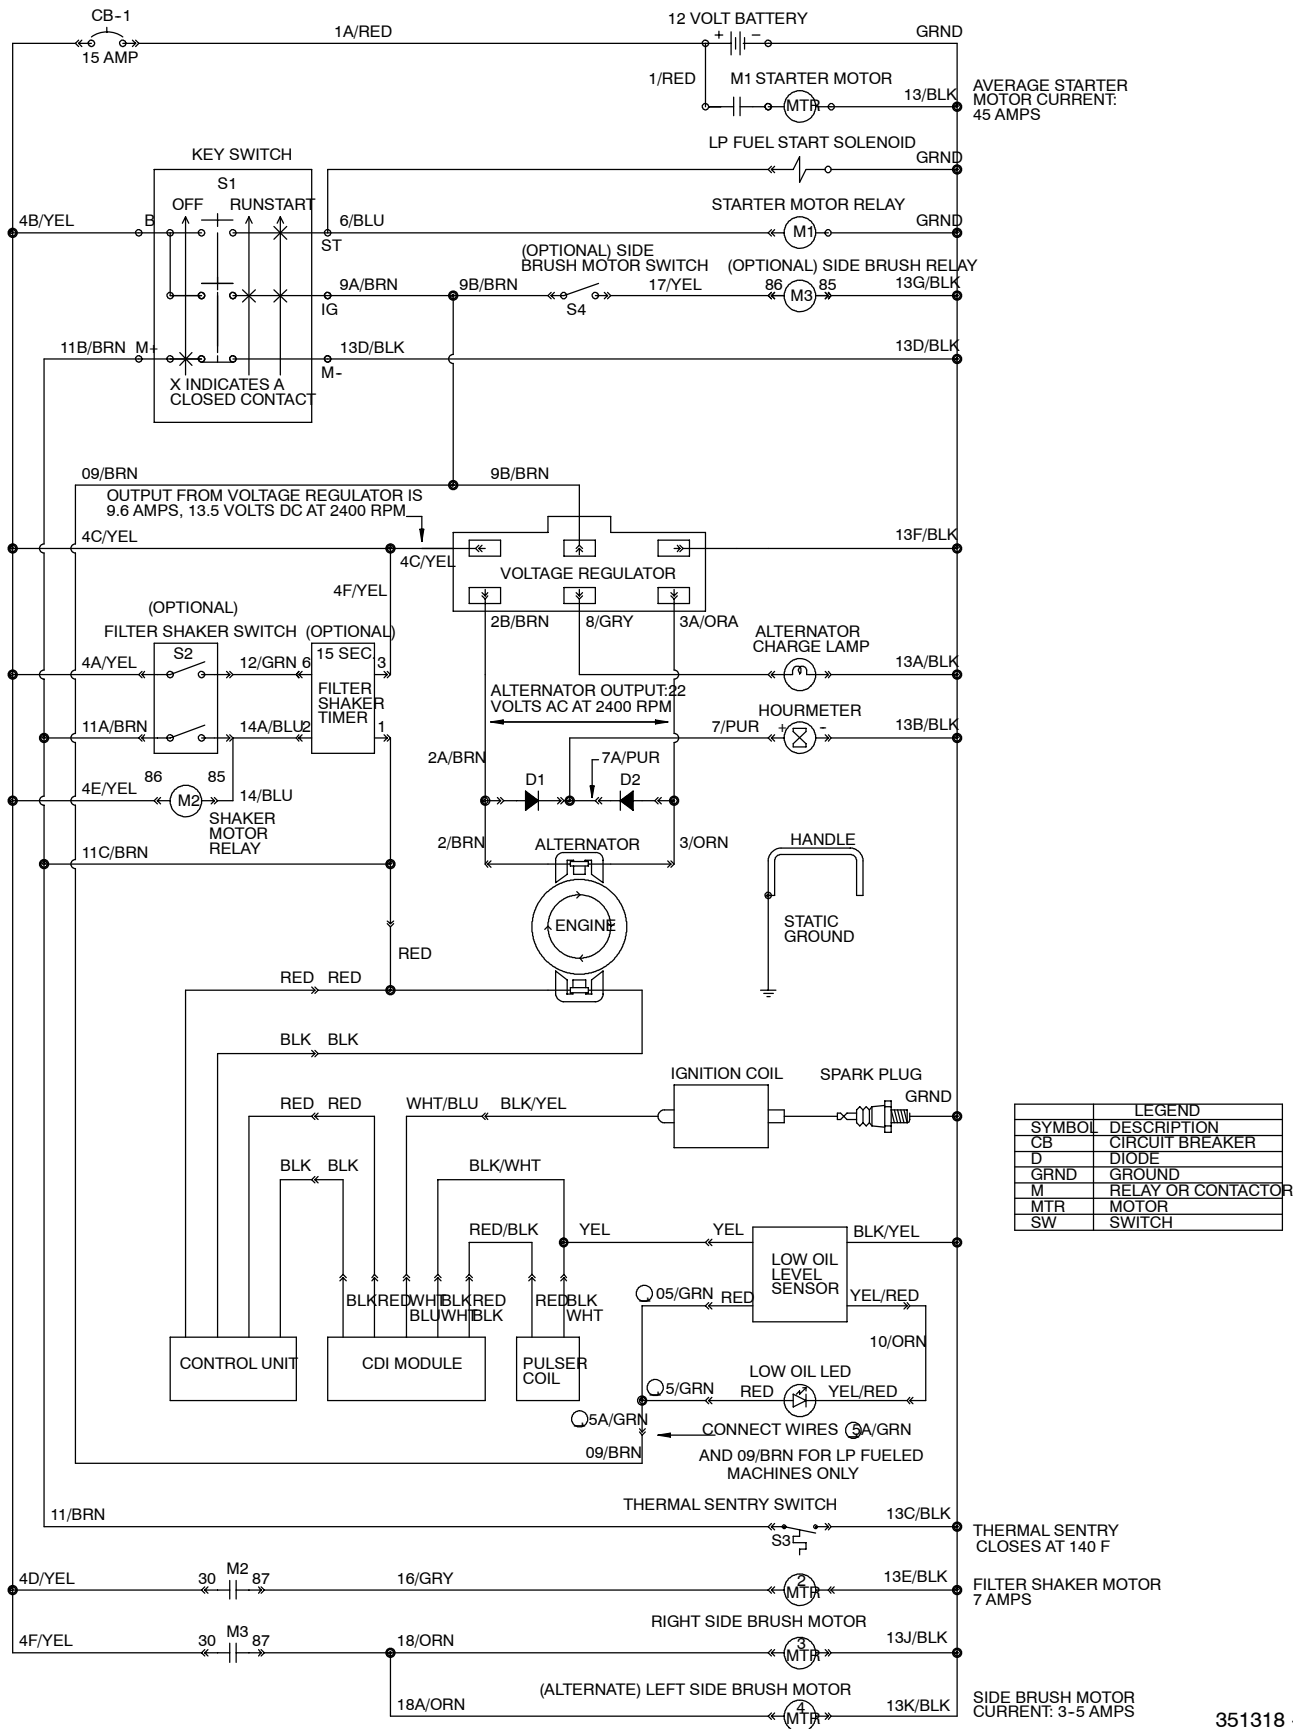 CB-1
1A/RED
12 VOLT BATTERY
+ −
GRND
15 AMP
1/RED
M1 STARTER MOTOR
MTR
13/BLK
AVERAGE STARTER
MOTOR CURRENT:
45 AMPS
LP FUEL START SOLENOID
GRND
KEY SWITCH
S1
OFF RUN START
4B/YEL
B
6/BLU
ST
STARTER MOTOR RELAY
M1
GRND
(OPTIONAL) SIDE
BRUSH MOTOR SWITCH
(OPTIONAL) SIDE BRUSH RELAY
9A/BRN
IG
9B/BRN
S4
17/YEL
86 M3 85
13G/BLK
11B/BRN
M+
13D/BLK
M-
13D/BLK
X INDICATES A
CLOSED CONTACT
09/BRN
9B/BRN
OUTPUT FROM VOLTAGE REGULATOR IS
9.6 AMPS, 13.5 VOLTS DC AT 2400 RPM
4C/YEL
4C/YEL
13F/BLK
VOLTAGE REGULATOR
4F/YEL
2B/BRN
8/GRY
3A/ORA
(OPTIONAL)
FILTER SHAKER SWITCH
(OPTIONAL)
15 SEC.
FILTER
SHAKER
TIMER
S2
4A/YEL
12/GRN
6
3
ALTERNATOR
CHARGE LAMP
13A/BLK
ALTERNATOR OUTPUT:22
VOLTS AC AT 2400 RPM
11A/BRN
14A/BLU
2
1
7/PUR
HOURMETER
+ -
13B/BLK
2A/BRN
7A/PUR
D1
D2
4E/YEL
86 M2 85
14/BLU
SHAKER
MOTOR
RELAY
11C/BRN
2/BRN
ALTERNATOR
3/ORN
HANDLE
ENGINE
STATIC
GROUND
RED
RED RED
BLK BLK
IGNITION COIL
SPARK PLUG
GRND
RED RED
WHT/BLU
BLK/YEL
BLK BLK
BLK/WHT
LEGEND
SYMBOL DESCRIPTION
CB CIRCUIT BREAKER
D DIODE
GRND GROUND
M RELAY OR CONTACTOR
MTR MOTOR
SW SWITCH
RED/BLK
YEL
YEL
BLK/YEL
LOW OIL
LEVEL
SENSOR
BLK
RED
WHT
BLU
BLK
WHT
RED
BLK
RED
BLK
WHT
05/GRN
RED
YEL/RED
10/ORN
CONTROL UNIT
CDI MODULE
PULSER
COIL
LOW OIL LED
5/GRN
RED
YEL/RED
5A/GRN
CONNECT WIRES 5A/GRN
AND 09/BRN FOR LP FUELED
MACHINES ONLY
09/BRN
11/BRN
THERMAL SENTRY SWITCH
S3
13C/BLK
THERMAL SENTRY
CLOSES AT 140 F
4D/YEL
30 M2 87
16/GRY
2
MTR
13E/BLK
FILTER SHAKER MOTOR
7 AMPS
4F/YEL
30 M3 87
18/ORN
RIGHT SIDE BRUSH MOTOR
3
MTR
13J/BLK
18A/ORN
(ALTERNATE) LEFT SIDE BRUSH MOTOR
4
MTR
13K/BLK
SIDE BRUSH MOTOR
CURRENT: 3-5 AMPS
351318 -